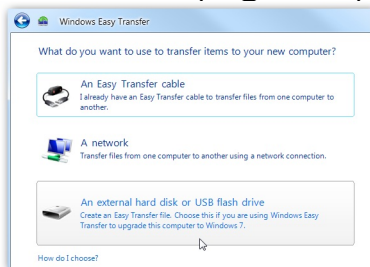 Windows Easy Transfer
What do you want to use to transfer items to your new computer?
An Easy Transfer cable
I already have an Easy Transfer cable to transfer files from one computer to
another.
A network
Transfer files from one computer to another using a network connection.
An external hard disk or USB flash drive
Create an Easy Transfer file. Choose this if you are using Windows Easy
Transfer to upgrade this computer to Windows 7.
How do I choose?